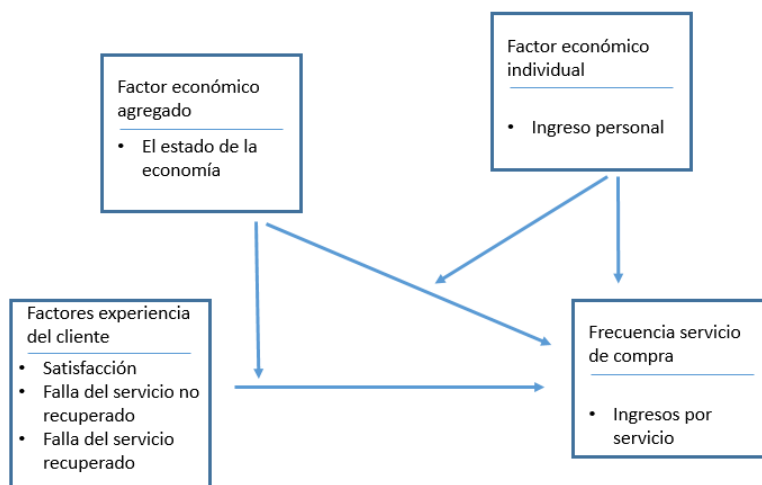 Factor económico
agregado
• El estado de la
economía
Factor económico
individual
• Ingreso personal
Factores experiencia
del cliente
• Satisfacción
• Falla del servicio no
recuperado
• Falla del servicio
recuperado
Frecuencia servicio
de compra
• Ingresos por
servicio